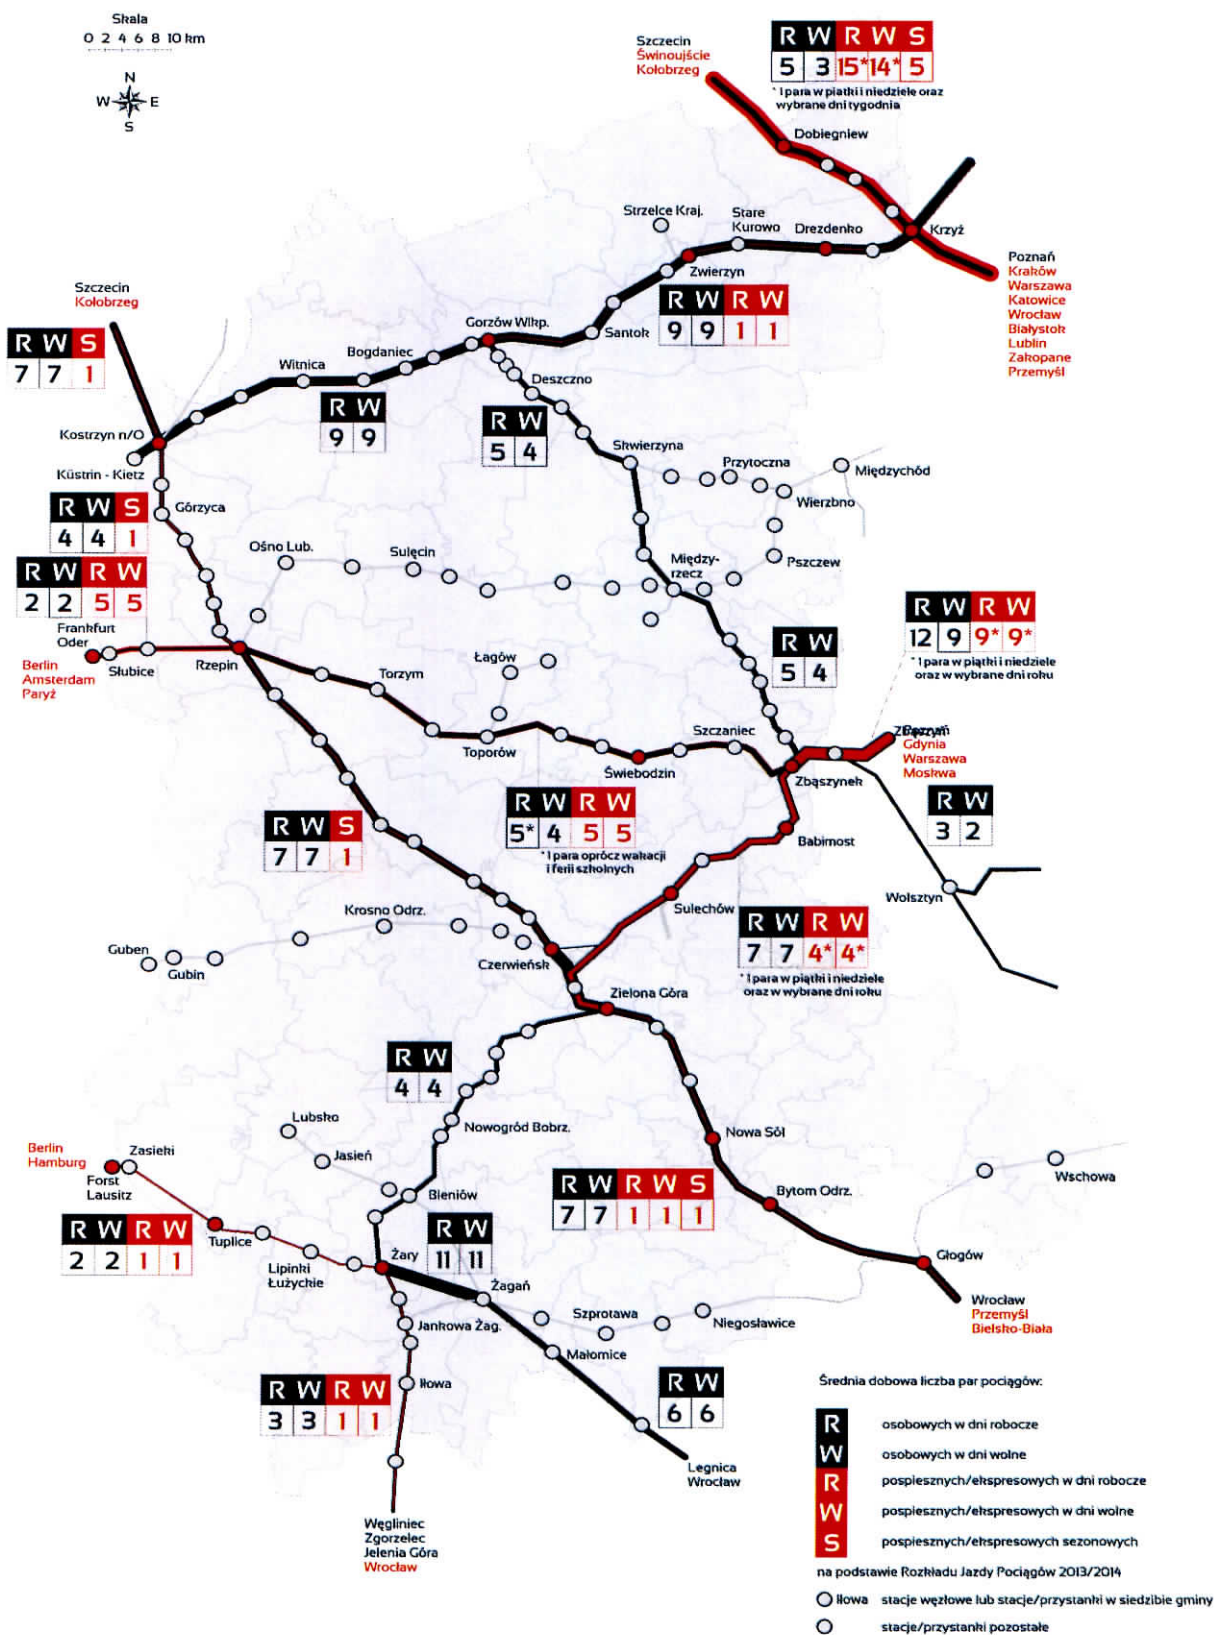 Skala
0 2 4 6 8 10 km
N
W E
S
Szczecin
Świnoujście
Kołobrzeg
R W R W S
5 3 15* 14* 5
* 1 para w piątki i niedziele oraz
wybrane dni tygodnia
Dobiegniew
Strzelce Kraj.
Stare
Kurowo
Drezdenko
Krzyż
Zwierzyn
Poznań
Kraków
Warszawa
Katowice
Wrocław
Białystok
Lublin
Zakopane
Przemyśl
R W R W
9 9 1 1
Szczecin
Kołobrzeg
R W S
7 7 1
Gorzów Wlkp.
Santok
Bogdaniec
Witnica
Deszczno
R W
9 9
R W
5 4
Kostrzyn n/O
Küstrin - Kietz
Skwierzyna
Przytoczna
Międzychód
Wierzbno
R W S
4 4 1
Górzyca
Ośno Lub.
Sulęcin
Między-
rzecz
Pszczew
R W R W
2 2 5 5
Frankfurt
Oder
Berlin
Amsterdam
Paryż
Słubice
Rzepin
Torzym
Łagów
R W
5 4
R W R W
12 9 9* 9*
* 1 para w piątki i niedziele
oraz w wybrane dni roku
Toporów
Szczaniec
Świebodzin
Zbąszynek
Zbąszyń
Poznań
Gdynia
Warszawa
Moskwa
R W
3 2
R W S
7 7 1
R W R W
5* 4 5 5
* 1 para oprócz wakacji
i ferii szkolnych
Babimost
Wolsztyn
Sulechów
Krosno Odrz.
Guben
Gubin
Czerwieńsk
R W R W
7 7 4* 4*
* 1 para w piątki i niedziele
oraz w wybrane dni roku
Zielona Góra
R W
4 4
Nowogród Bobrz.
Lubsko
Jasień
Nowa Sól
Berlin
Hamburg
Zasieki
Forst
Lausitz
Bieniów
R W R W S
7 7 1 1 1
Bytom Odrz.
Wschowa
R W R W
2 2 1 1
Tuplice
Lipinki
Łużyckie
Żary
R W
11 11
Żagań
Głogów
Wrocław
Przemyśl
Bielsko-Biała
Jankowa Żag.
Szprotawa
Niegosławice
Małomice
R W R W
3 3 1 1
Iłowa
R W
6 6
Legnica
Wrocław
Węgliniec
Zgorzelec
Jelenia Góra
Wrocław
Średnia dobowa liczba par pociągów:
R osobowych w dni robocze
W osobowych w dni wolne
R pospiesznych/ekspresowych w dni robocze
W pospiesznych/ekspresowych w dni wolne
S pospiesznych/ekspresowych sezonowych
na podstawie Rozkładu Jazdy Pociągów 2013/2014
Iłowa stacje węzłowe lub stacje/przystanki w siedzibie gminy
stacje/przystanki pozostałe